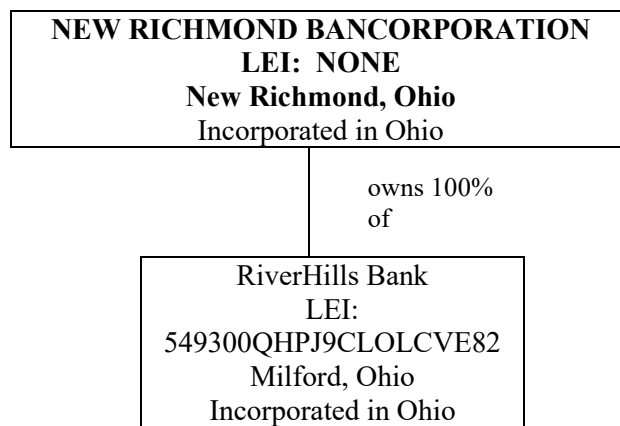 NEW RICHMOND BANCORPORATION
LEI: NONE
New Richmond, Ohio
Incorporated in Ohio
owns 100%
of
RiverHills Bank
LEI:
549300QHPJ9CLOLCVE82
Milford, Ohio
Incorporated in Ohio